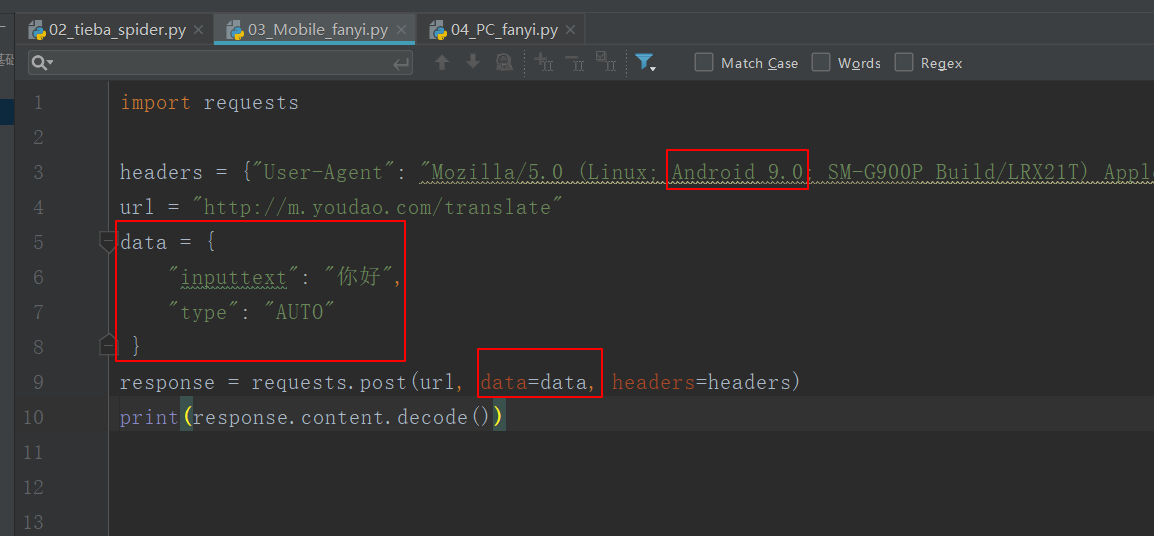 02_tieba_spider.py 03_Mobile_fanyi.py 04_PC_fanyi.py
Match Case Words Regex
1 import requests
2
3 headers = {"User-Agent": "Mozilla/5.0 (Linux; Android 9.0; SM-G900P Build/LRX21T) Apple
4 url = "http://m.youdao.com/translate"
5 data = {
6 "inputtext": "你好",
7 "type": "AUTO"
8 }
9 response = requests.post(url, data=data, headers=headers)
10 print(response.content.decode())
11
12
13